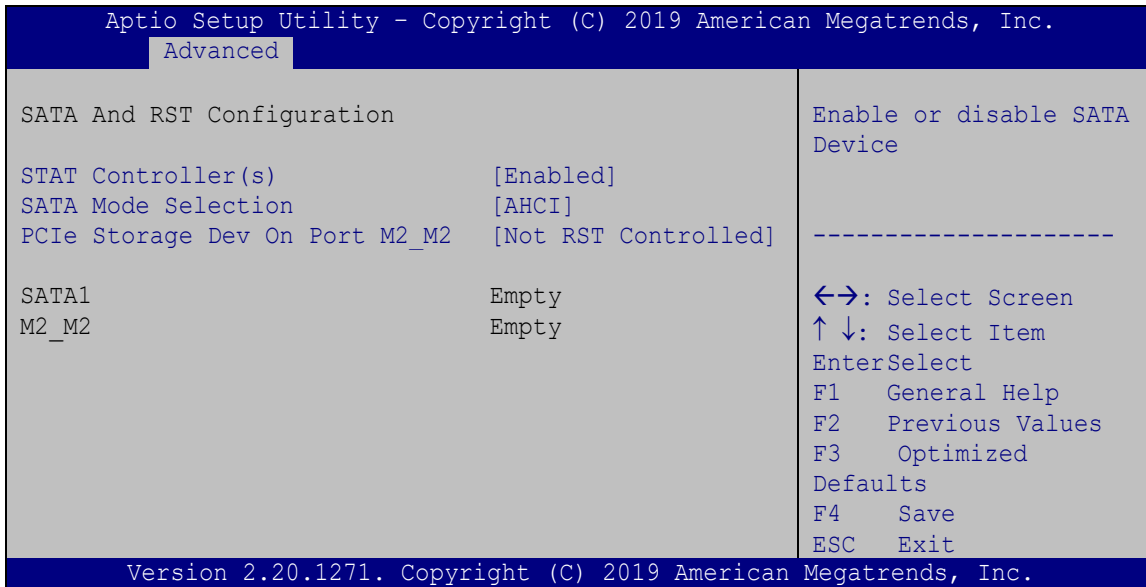 Aptio Setup Utility – Copyright (C) 2019 American Megatrends, Inc.
Advanced
SATA And RST Configuration
STAT Controller(s) [Enabled]
SATA Mode Selection [AHCI]
PCIe Storage Dev On Port M2_M2 [Not RST Controlled]
SATA1 Empty
M2_M2 Empty
Enable or disable SATA
Device
---------------------
←→: Select Screen
↑ ↓: Select Item
EnterSelect
F1 General Help
F2 Previous Values
F3 Optimized
Defaults
F4 Save
ESC Exit
Version 2.20.1271. Copyright (C) 2019 American Megatrends, Inc.